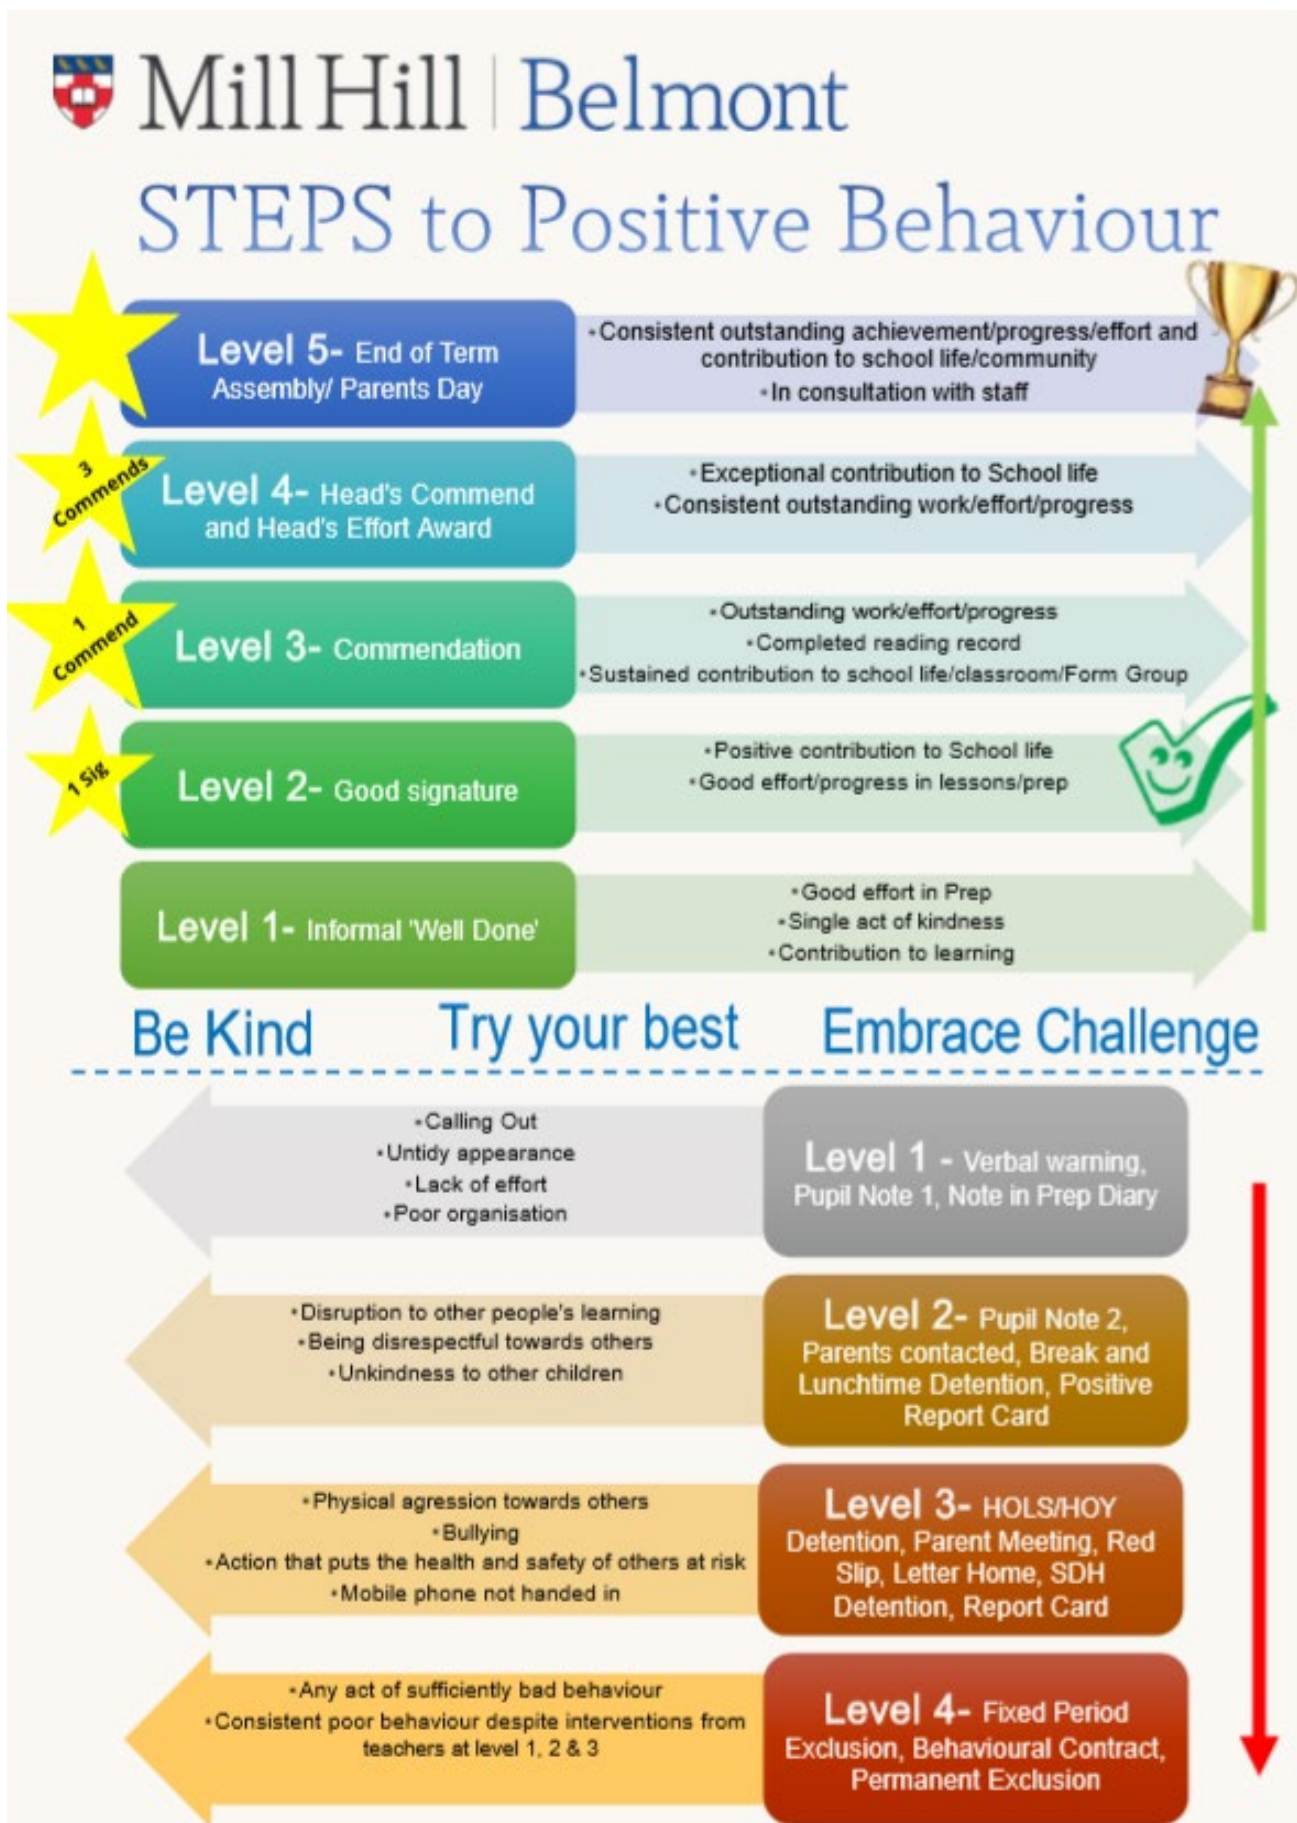 Mill Hill | Belmont
STEPS to Positive Behaviour
Level 5- End of Term
Assembly/ Parents Day
•Consistent outstanding achievement/progress/effort and
contribution to school life/community
•In consultation with staff
3
Commends
Level 4- Head's Commend
and Head's Effort Award
•Exceptional contribution to School life
•Consistent outstanding work/effort/progress
1
Commend
Level 3- Commendation
•Outstanding work/effort/progress
•Completed reading record
•Sustained contribution to school life/classroom/Form Group
1 Sig
Level 2- Good signature
•Positive contribution to School life
•Good effort/progress in lessons/prep
Level 1- Informal 'Well Done'
•Good effort in Prep
•Single act of kindness
•Contribution to learning
Be Kind Try your best Embrace Challenge
•Calling Out
•Untidy appearance
•Lack of effort
•Poor organisation
Level 1 - Verbal warning,
Pupil Note 1, Note in Prep Diary
•Disruption to other people's learning
•Being disrespectful towards others
•Unkindness to other children
Level 2- Pupil Note 2,
Parents contacted, Break and
Lunchtime Detention, Positive
Report Card
•Physical agression towards others
•Bullying
•Action that puts the health and safety of others at risk
•Mobile phone not handed in
Level 3- HOLS/HOY
Detention, Parent Meeting, Red
Slip, Letter Home, SDH
Detention, Report Card
•Any act of sufficiently bad behaviour
•Consistent poor behaviour despite interventions from
teachers at level 1, 2 & 3
Level 4- Fixed Period
Exclusion, Behavioural Contract,
Permanent Exclusion